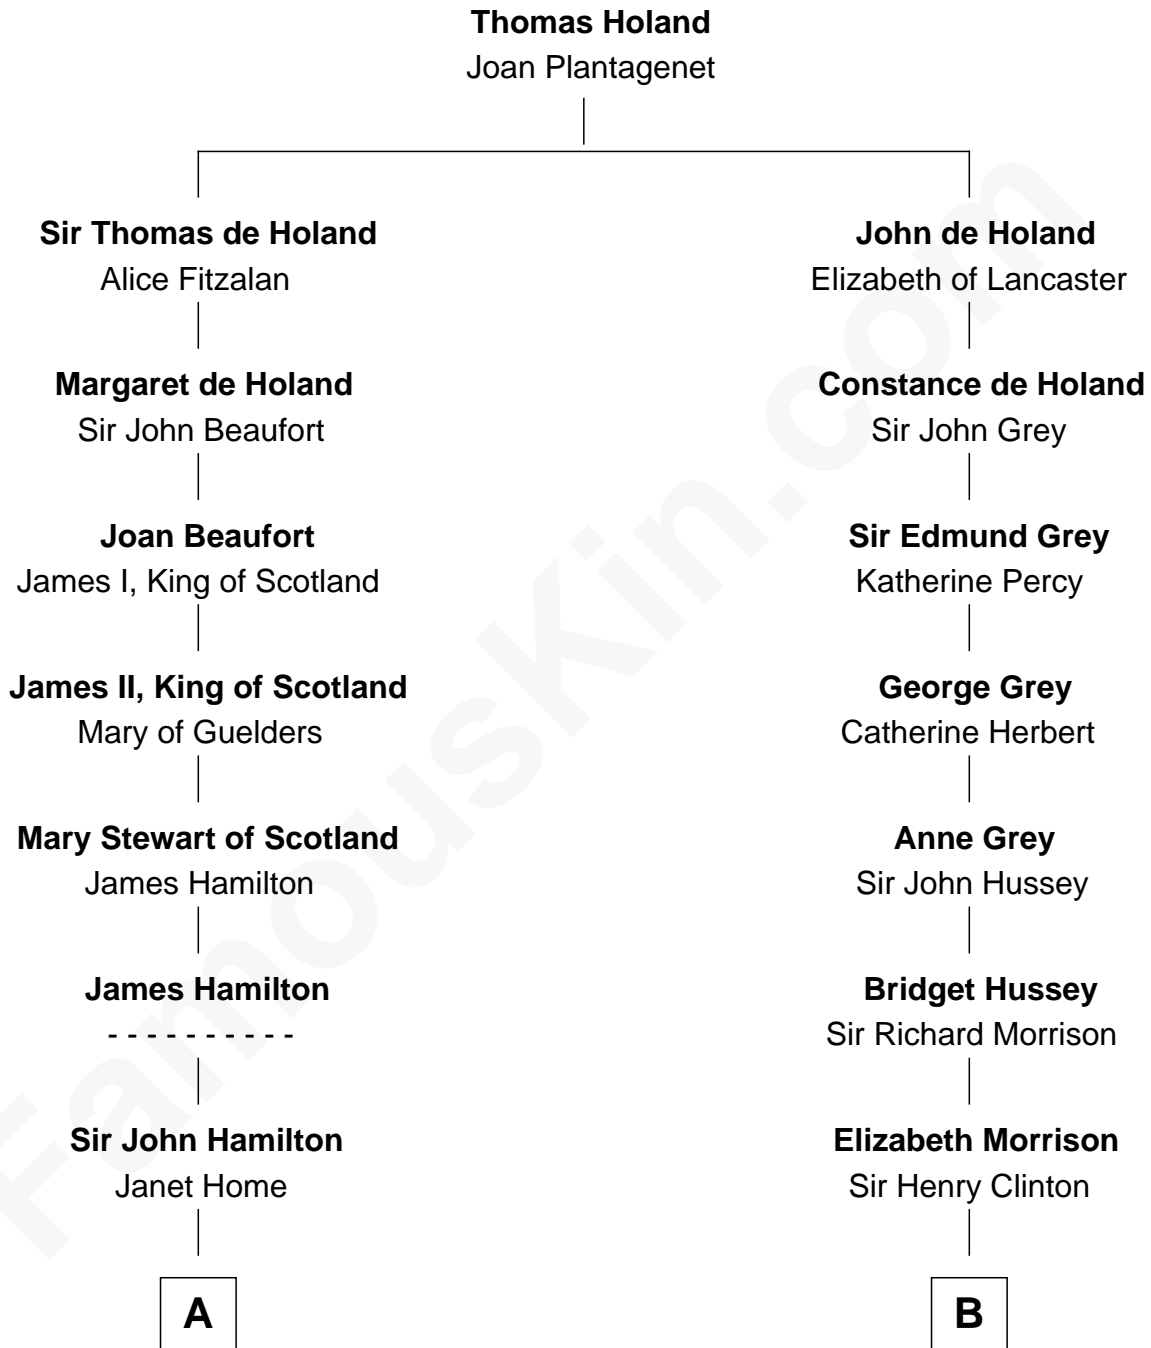 Thomas Holand
Joan Plantagenet
Sir Thomas de Holand
Alice Fitzalan
Margaret de Holand
Sir John Beaufort
Joan Beaufort
James I, King of Scotland
James II, King of Scotland
Mary of Guelders
Mary Stewart of Scotland
James Hamilton
James Hamilton
- - - - - - - - - -
Sir John Hamilton
Janet Home
A
John de Holand
Elizabeth of Lancaster
Constance de Holand
Sir John Grey
Sir Edmund Grey
Katherine Percy
George Grey
Catherine Herbert
Anne Grey
Sir John Hussey
Bridget Hussey
Sir Richard Morrison
Elizabeth Morrison
Sir Henry Clinton
B
FamousKin.com